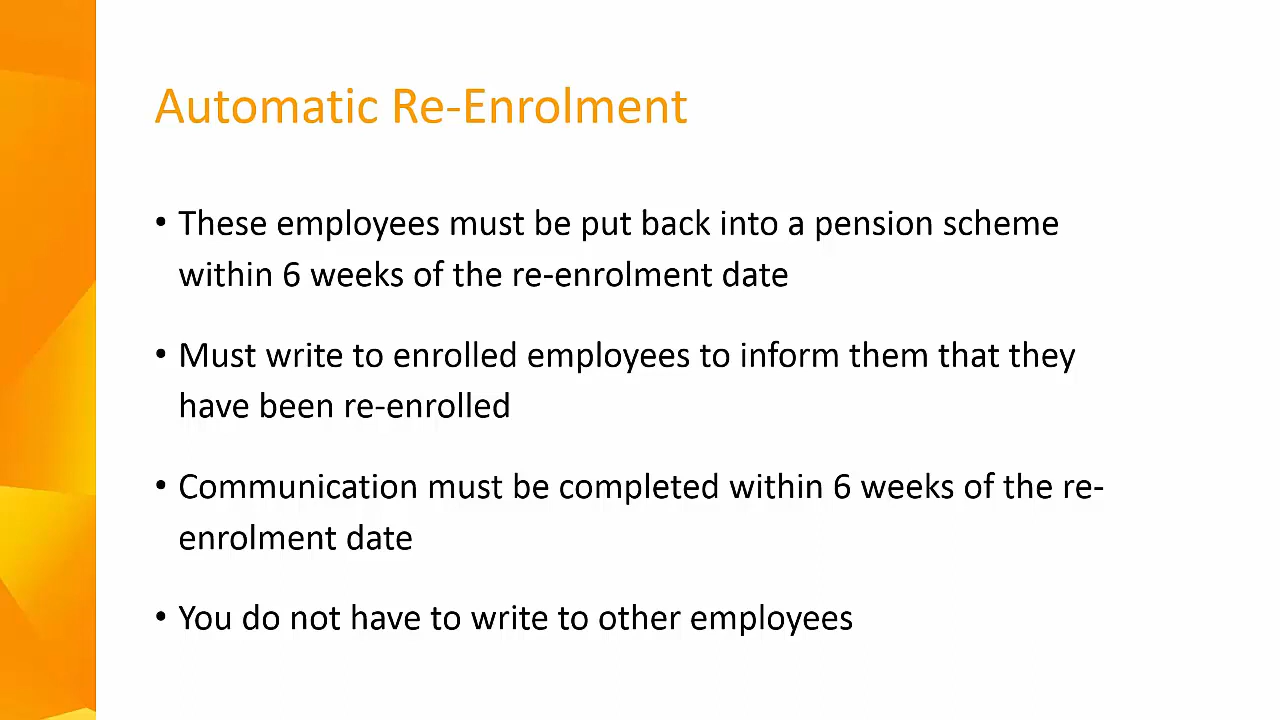 Automatic Re-Enrolment
• These employees must be put back into a pension scheme
within 6 weeks of the re-enrolment date
• Must write to enrolled employees to inform them that they
have been re-enrolled
• Communication must be completed within 6 weeks of the re-
enrolment date
• You do not have to write to other employees